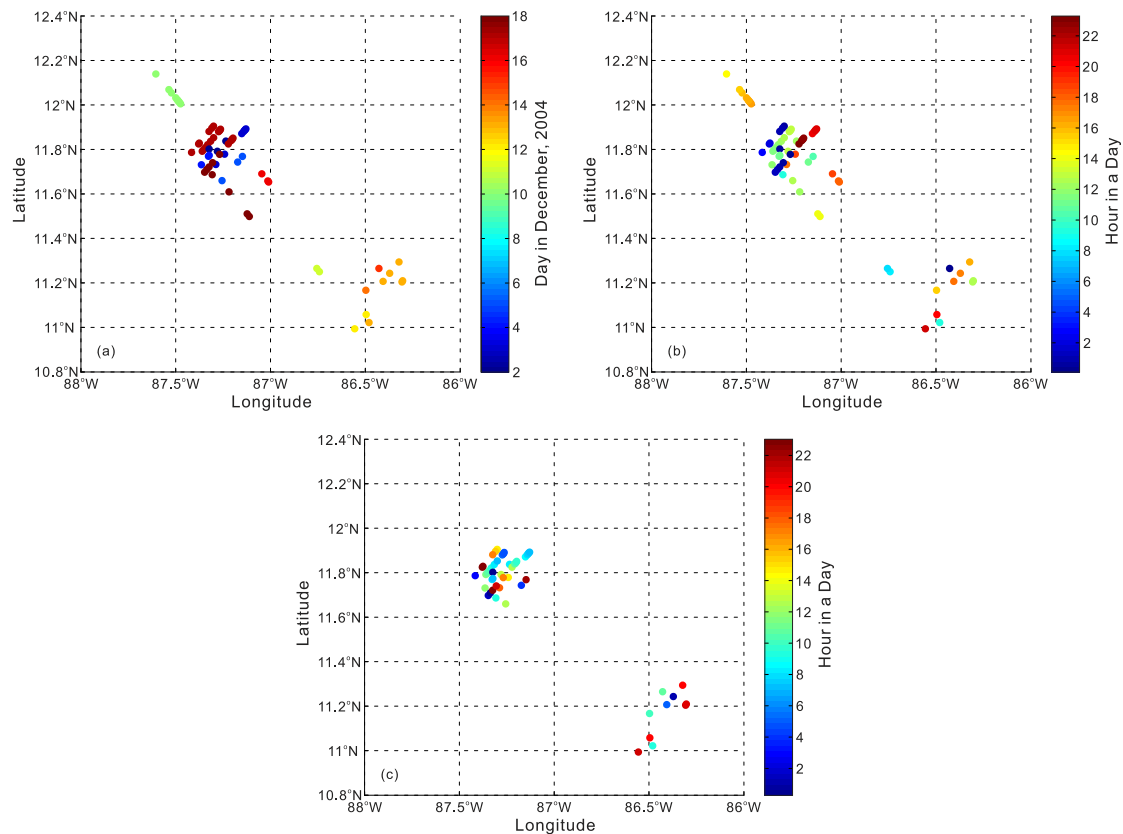 12.4°N
12.2°N
12°N
11.8°N
11.6°N
11.4°N
11.2°N
11°N
10.8°N
88°W
87.5°W
87°W
86.5°W
86°W
Latitude
Longitude
(a)
18
16
14
12
10
8
6
4
2
Day in December, 2004
12.4°N
12.2°N
12°N
11.8°N
11.6°N
11.4°N
11.2°N
11°N
10.8°N
88°W
87.5°W
87°W
86.5°W
86°W
Latitude
Longitude
(b)
22
20
18
16
14
12
10
8
6
4
2
Hour in a Day
12.4°N
12.2°N
12°N
11.8°N
11.6°N
11.4°N
11.2°N
11°N
10.8°N
88°W
87.5°W
87°W
86.5°W
86°W
Latitude
Longitude
(c)
22
20
18
16
14
12
10
8
6
4
2
Hour in a Day